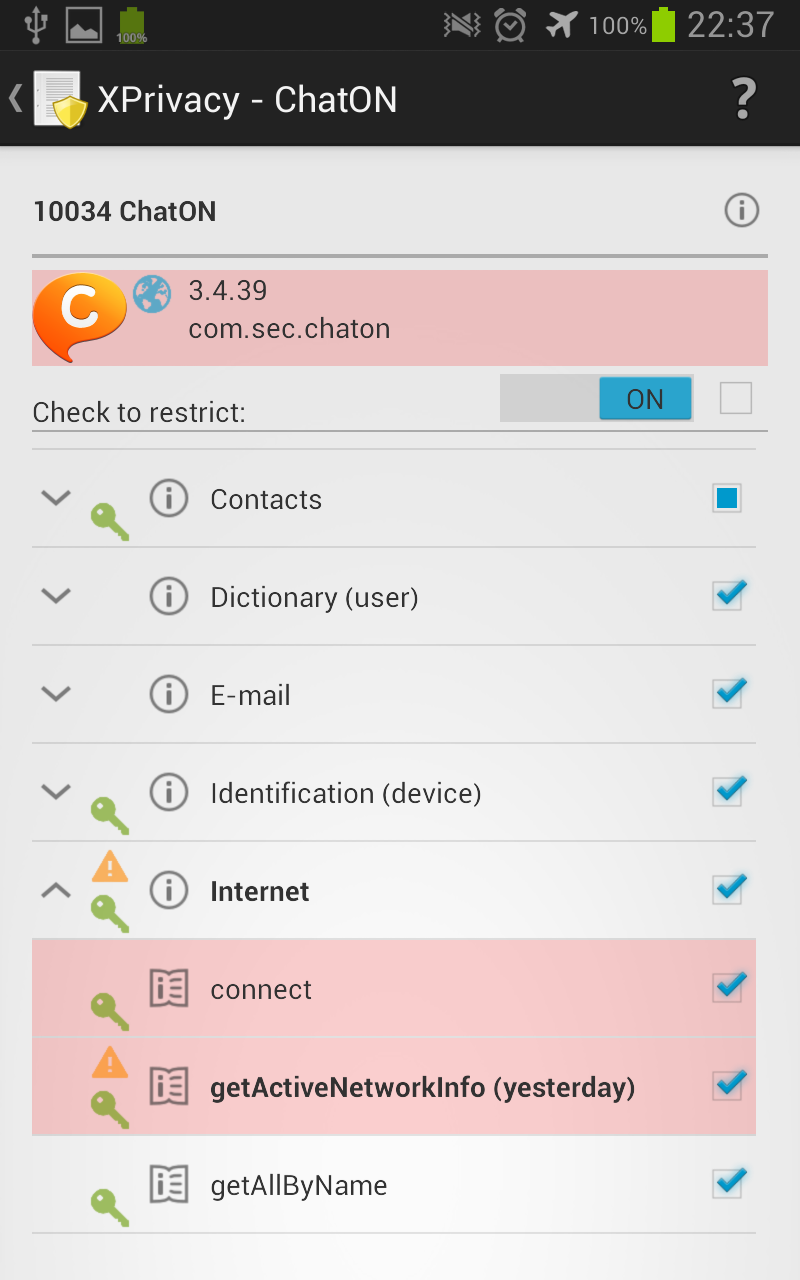 100% 100% 22:37
XPrivacy - ChatON ?
10034 ChatON
C 3.4.39
com.sec.chaton
Check to restrict: ON
Contacts
Dictionary (user)
E-mail
Identification (device)
Internet
connect
getActiveNetworkInfo (yesterday)
getAllByName